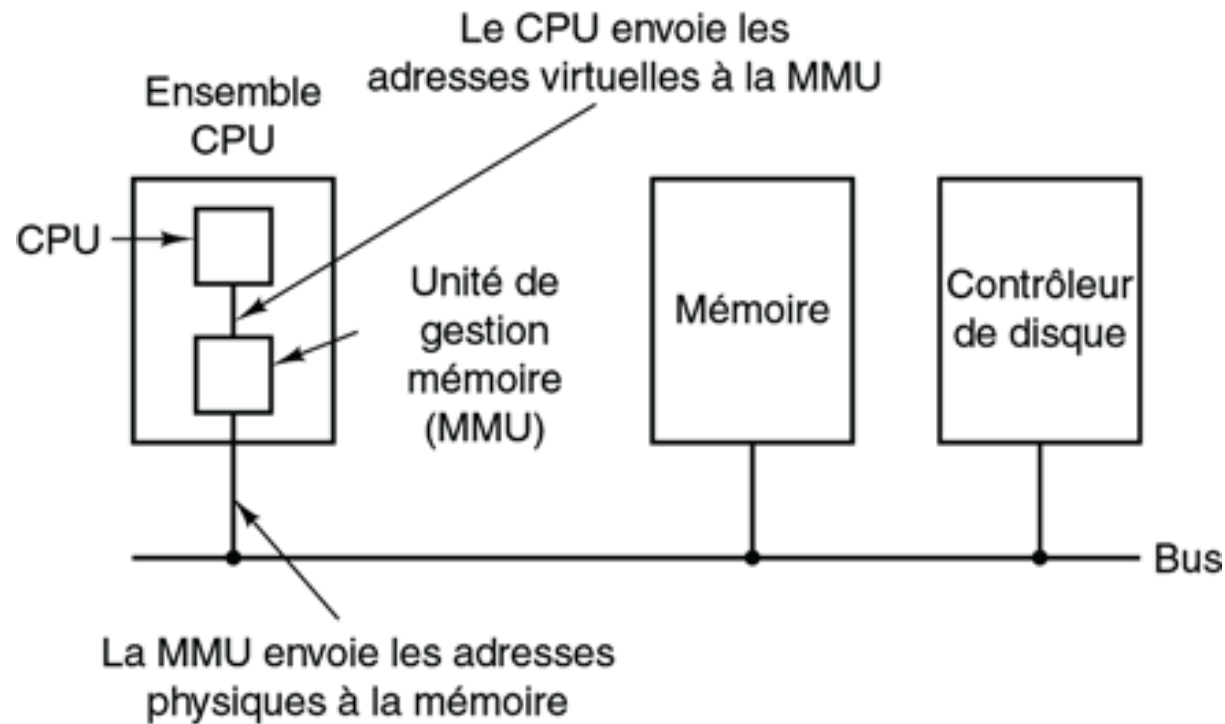 Le CPU envoie les
adresses virtuelles à la MMU
Ensemble
CPU
CPU
Unité de
gestion
mémoire
(MMU)
Mémoire
Contrôleur
de disque
Bus
La MMU envoie les adresses
physiques à la mémoire